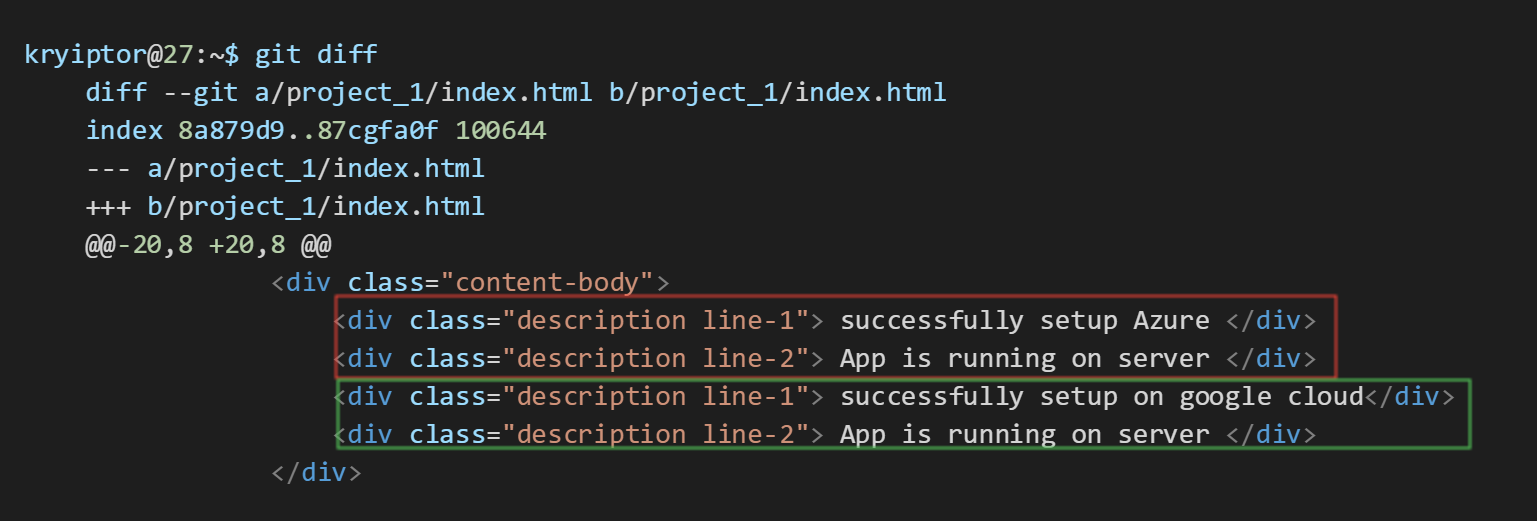 kryiptor@27:~$ git diff
diff --git a/project_1/index.html b/project_1/index.html
index 8a879d9..87cgfa0f 100644
--- a/project_1/index.html
+++ b/project_1/index.html
@@-20,8 +20,8 @@
<div class="content-body">
<div class="description line-1"> successfully setup Azure </div>
<div class="description line-2"> App is running on server </div>
<div class="description line-1"> successfully setup on google cloud</div>
<div class="description line-2"> App is running on server </div>
</div>